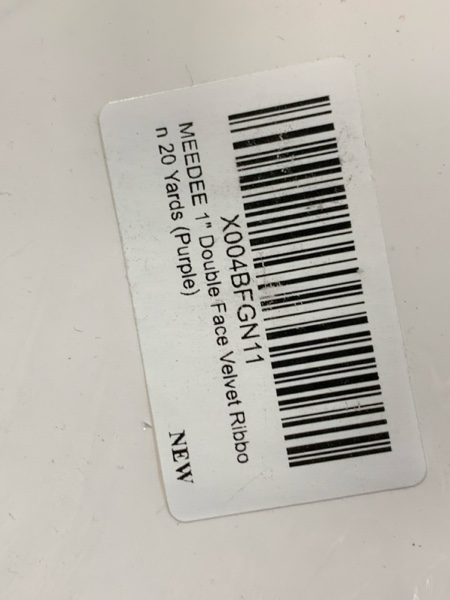 X004BFGN11
MEEDEE 1" Double Face Velvet Ribbo
n 20 Yards (Purple)
NEW